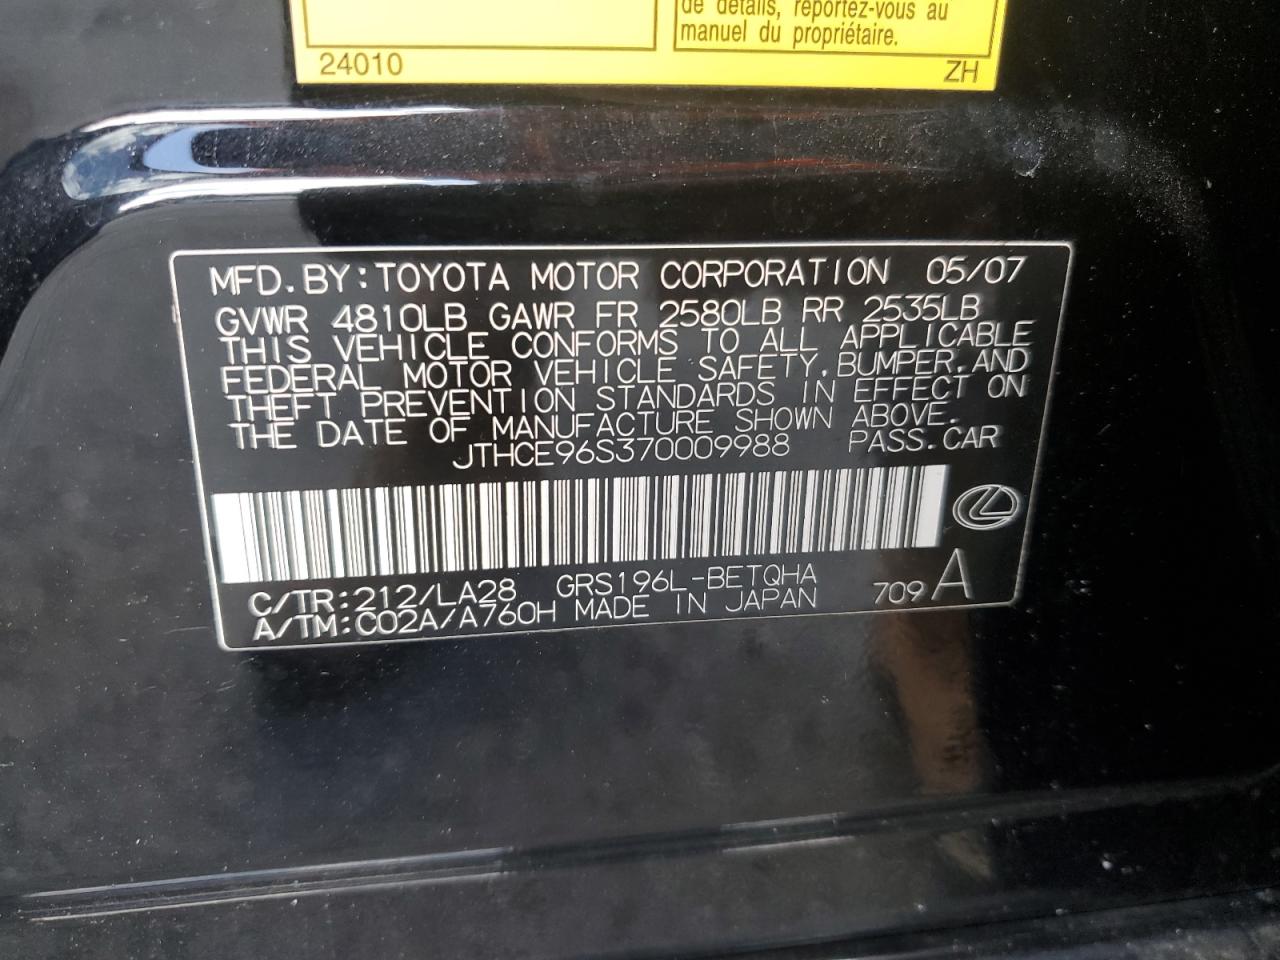 de détails, reportez-vous au
manuel du propriétaire.
24010
ZH
MFD. BY: TOYOTA MOTOR CORPORATION 05/07
GVWR 4810LB GAWR FR 2580LB RR 2535LB
THIS VEHICLE CONFORMS TO ALL APPLICABLE
FEDERAL MOTOR VEHICLE SAFETY, BUMPER, AND
THEFT PREVENTION STANDARDS IN EFFECT ON
THE DATE OF MANUFACTURE SHOWN ABOVE.
JTHCE96S370009988 PASS. CAR
C/TR: 212/LA28 GRS196L-BETQHA
A/TM: C02A/A760H MADE IN JAPAN 709 A